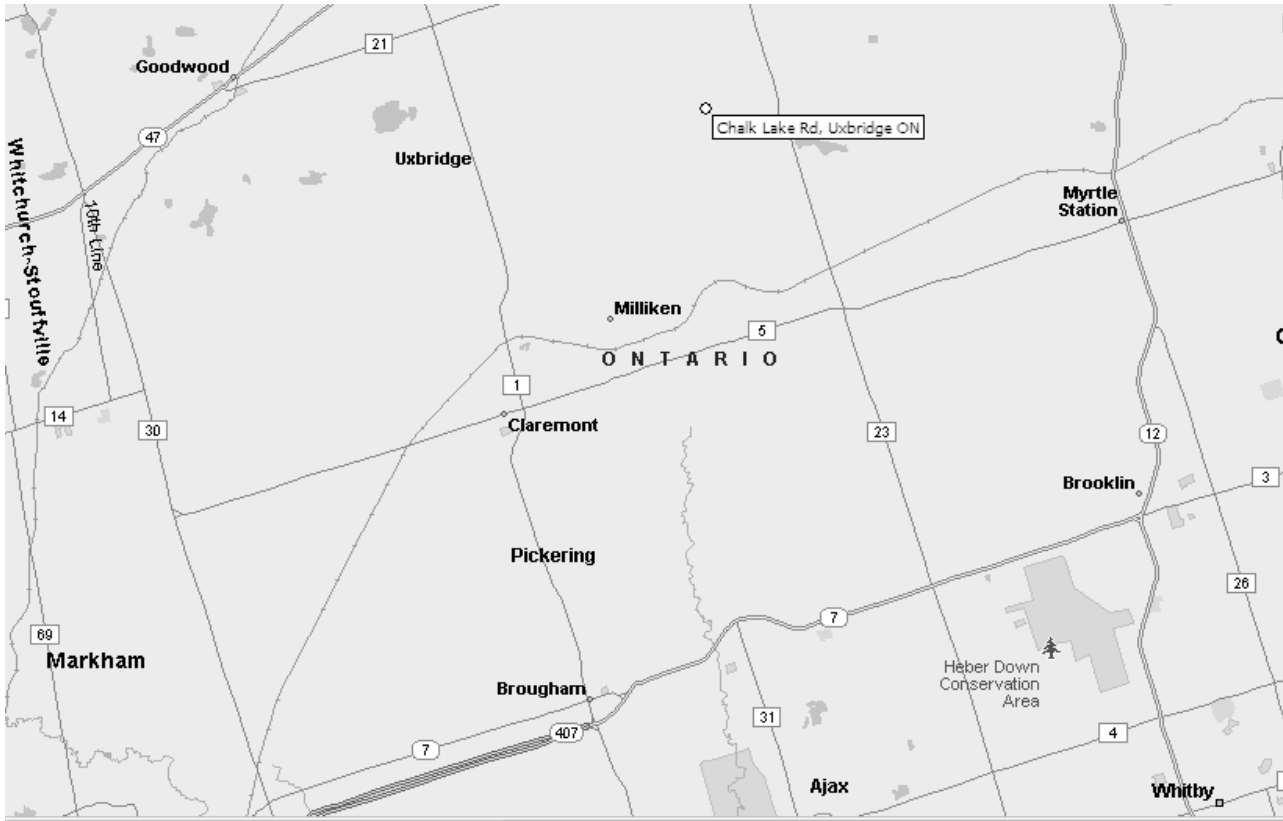 21
Goodwood
Chalk Lake Rd, Uxbridge ON
47
Uxbridge
Whitchurch-Stouffville
10th Line
Myrtle
Station
Milliken
5
ONTARIO
1
14
30
Claremont
23
12
Brooklin
3
Pickering
26
7
69
Markham
Heber Down
Conservation
Area
Brougham
31
407
7
4
Ajax
Whitby